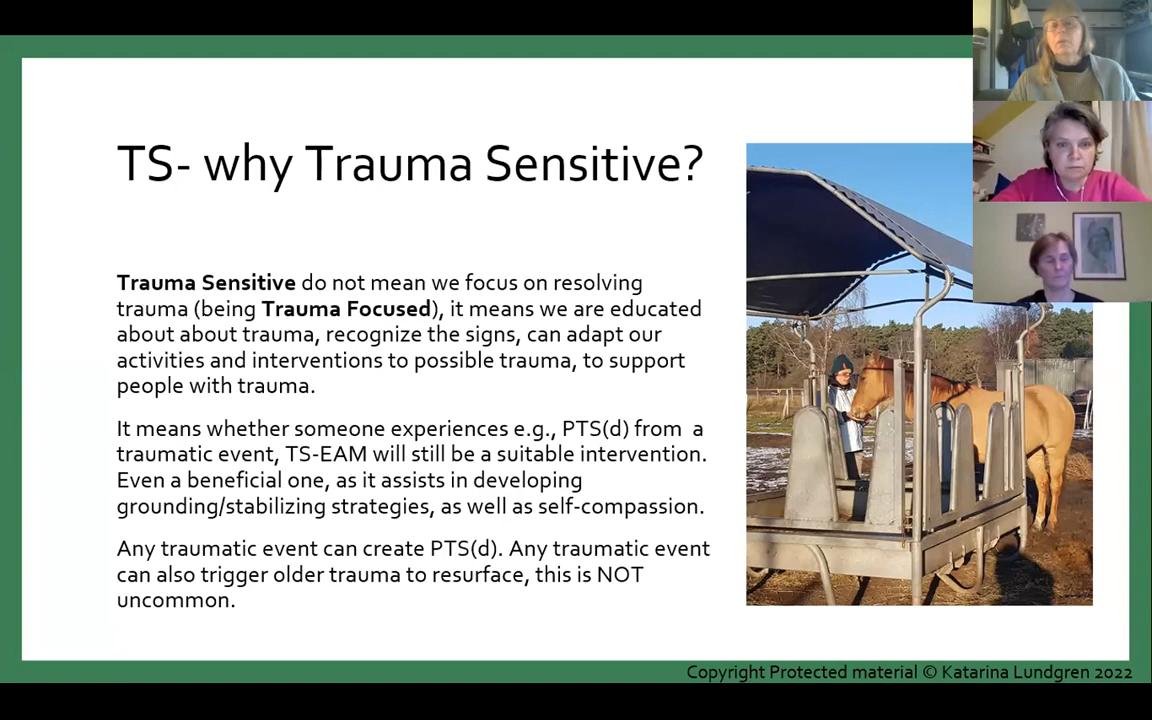 TS- why Trauma Sensitive?
Trauma Sensitive do not mean we focus on resolving
trauma (being Trauma Focused), it means we are educated
about about trauma, recognize the signs, can adapt our
activities and interventions to possible trauma, to support
people with trauma.
It means whether someone experiences e.g., PTS(d) from a
traumatic event, TS-EAM will still be a suitable intervention.
Even a beneficial one, as it assists in developing
grounding/stabilizing strategies, as well as self-compassion.
Any traumatic event can create PTS(d). Any traumatic event
can also trigger older trauma to resurface, this is NOT
uncommon.
Copyright Protected material © Katarina Lundgren 2022